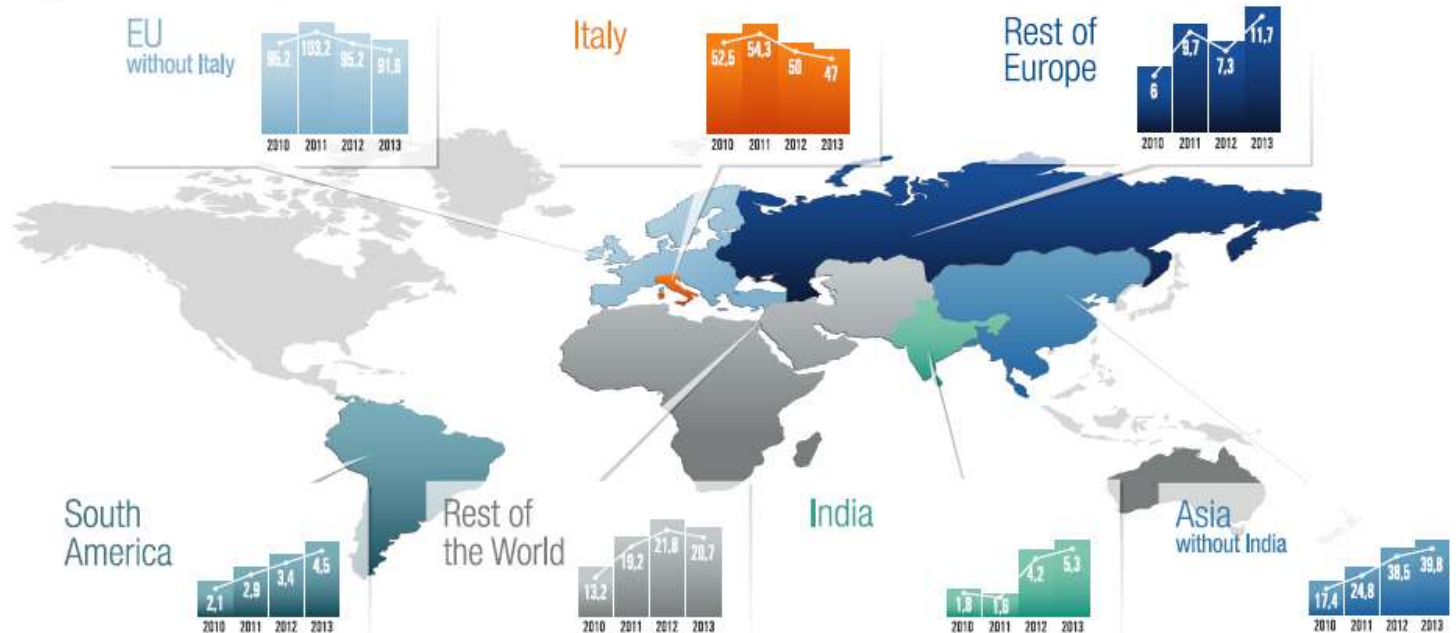 EU
without Italy
95,2 103,2 95,2 91,6
2010 2011 2012 2013
Italy
52,5 54,3 50 47
2010 2011 2012 2013
Rest of
Europe
6 9,7 7,3 11,7
2010 2011 2012 2013
South
America
2,1 2,9 3,4 4,5
2010 2011 2012 2013
Rest of
the World
13,2 19,2 21,8 20,7
2010 2011 2012 2013
India
1,8 1,6 4,2 5,3
2010 2011 2012 2013
Asia
without India
17,4 24,8 38,5 39,8
2010 2011 2012 2013